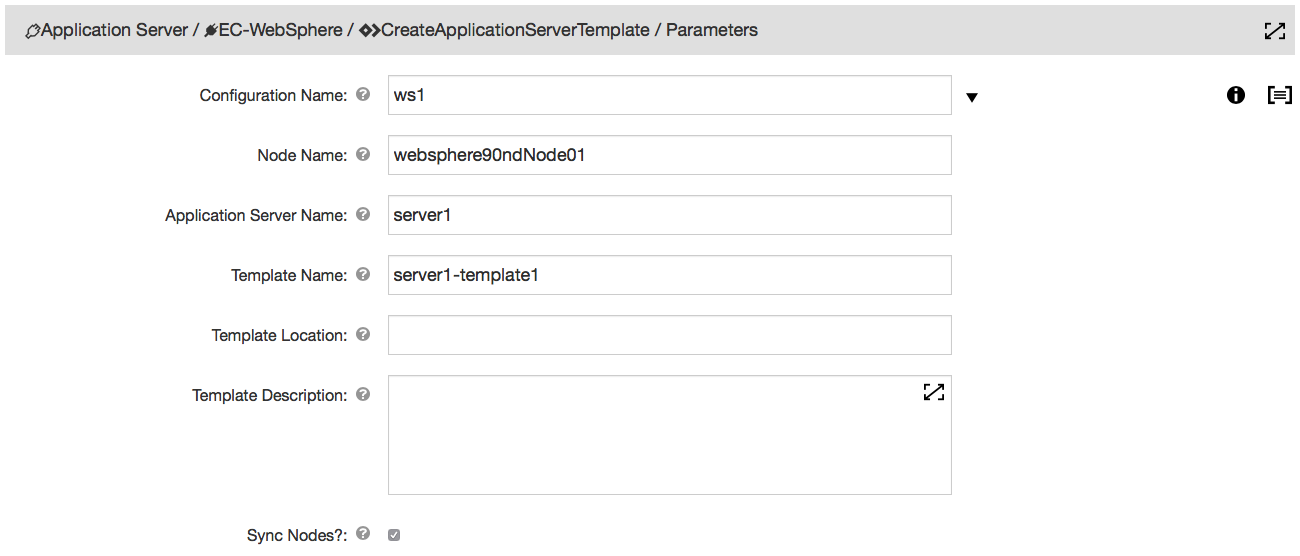 Application Server / EC-WebSphere / CreateApplicationServerTemplate / Parameters
Configuration Name: ws1
Node Name: websphere90ndNode01
Application Server Name: server1
Template Name: server1-template1
Template Location:
Template Description:
Sync Nodes?: